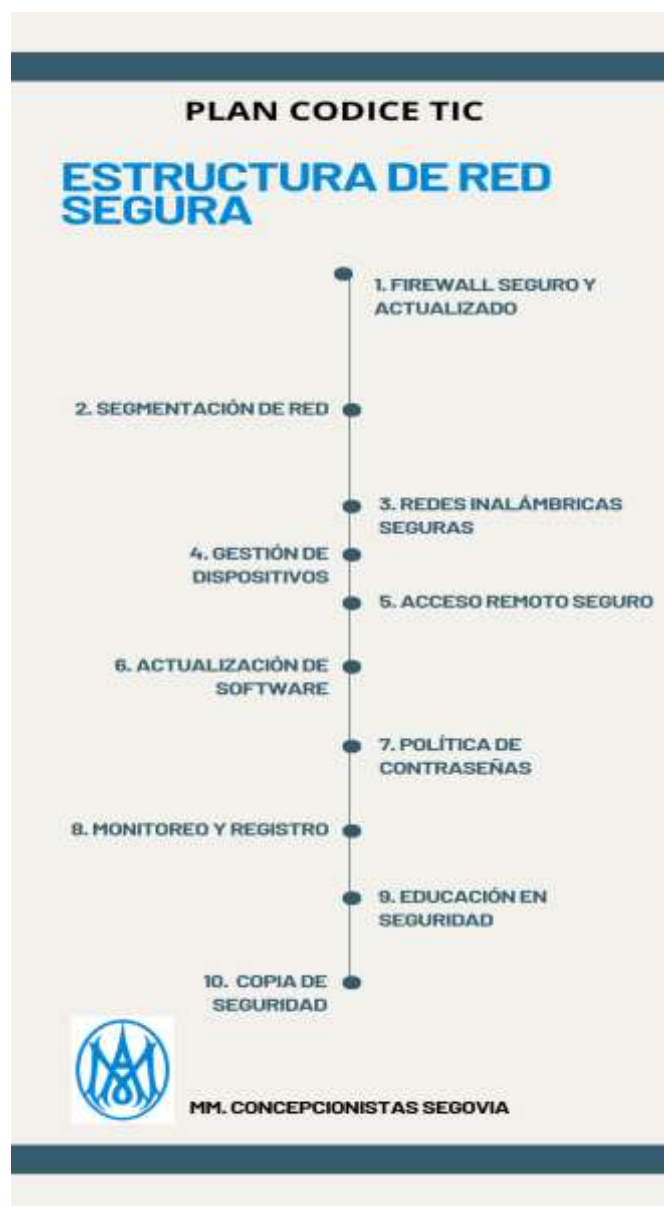 PLAN CODICE TIC
ESTRUCTURA DE RED
SEGURA
1. FIREWALL SEGURO Y
ACTUALIZADO
2. SEGMENTACIÓN DE RED
3. REDES INALÁMBRICAS
SEGURAS
4. GESTIÓN DE
DISPOSITIVOS
5. ACCESO REMOTO SEGURO
6. ACTUALIZACIÓN DE
SOFTWARE
7. POLÍTICA DE
CONTRASEÑAS
8. MONITOREO Y REGISTRO
9. EDUCACIÓN EN
SEGURIDAD
10. COPIA DE
SEGURIDAD
MM. CONCEPCIONISTAS SEGOVIA